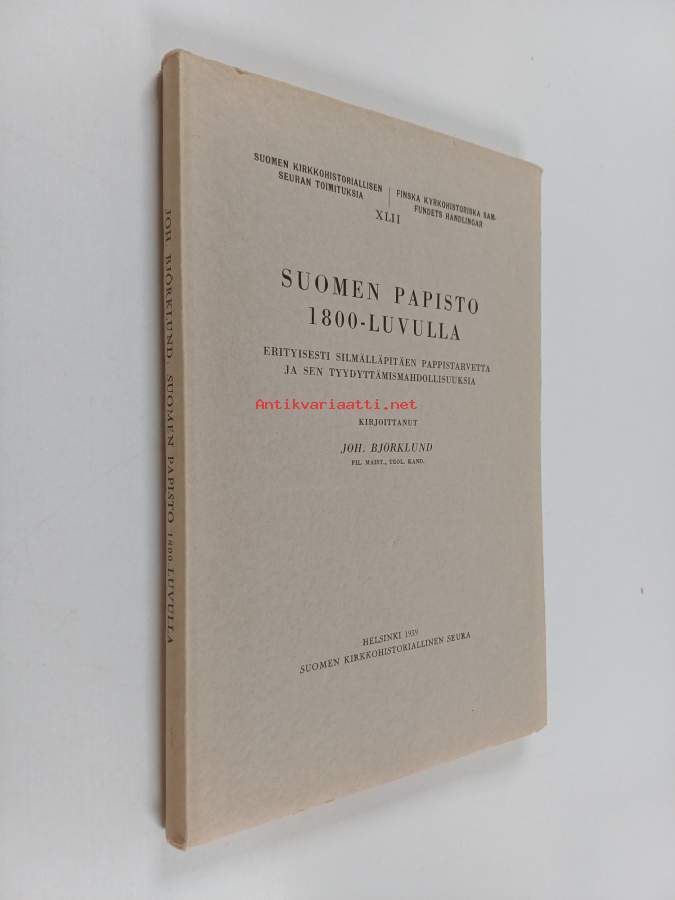 SUOMEN KIRKKOHISTORIALLISEN
SEURAN TOIMITUKSIA
FINSKA KYRKOHISTORISKA SAM-
FUNDETS HANDLINGAR
XLII
SUOMEN PAPISTO
1800-LUVULLA
ERITYISESTI SILMÄLLÄPITÄEN PAPPISTARVETTA
JA SEN TYYDYTTÄMISMAHDOLLISUUKSIA
Antikvariaatti.net
KIRJOITTANUT
JOH. BJÖRKLUND
FIL. MAIST., TEOL. KAND.
HELSINKI 1939
SUOMEN KIRKKOHISTORIALLINEN SEURA
JOH. BJÖRKLUND: SUOMEN PAPISTO 1800-LUVULLA